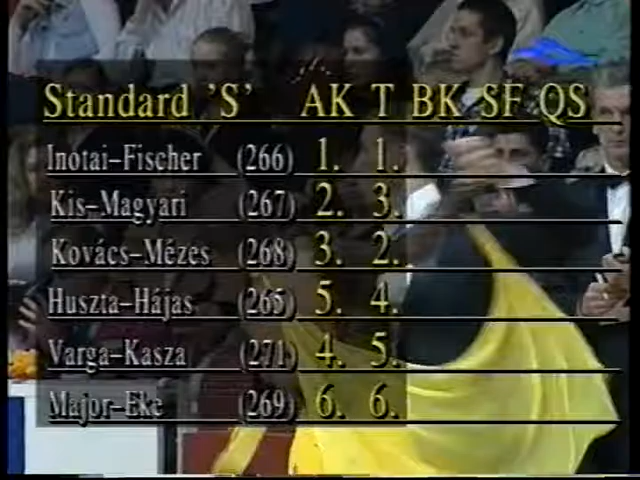 Standard 'S' AK T BK SF QS
Inotai–Fischer (266) 1. 1.
Kis–Magyari (267) 2. 3.
Kovács–Mézes (268) 3. 2.
Huszta–Hájas (265) 5. 4.
Varga–Kasza (271) 4. 5.
Major–Eke (269) 6. 6.